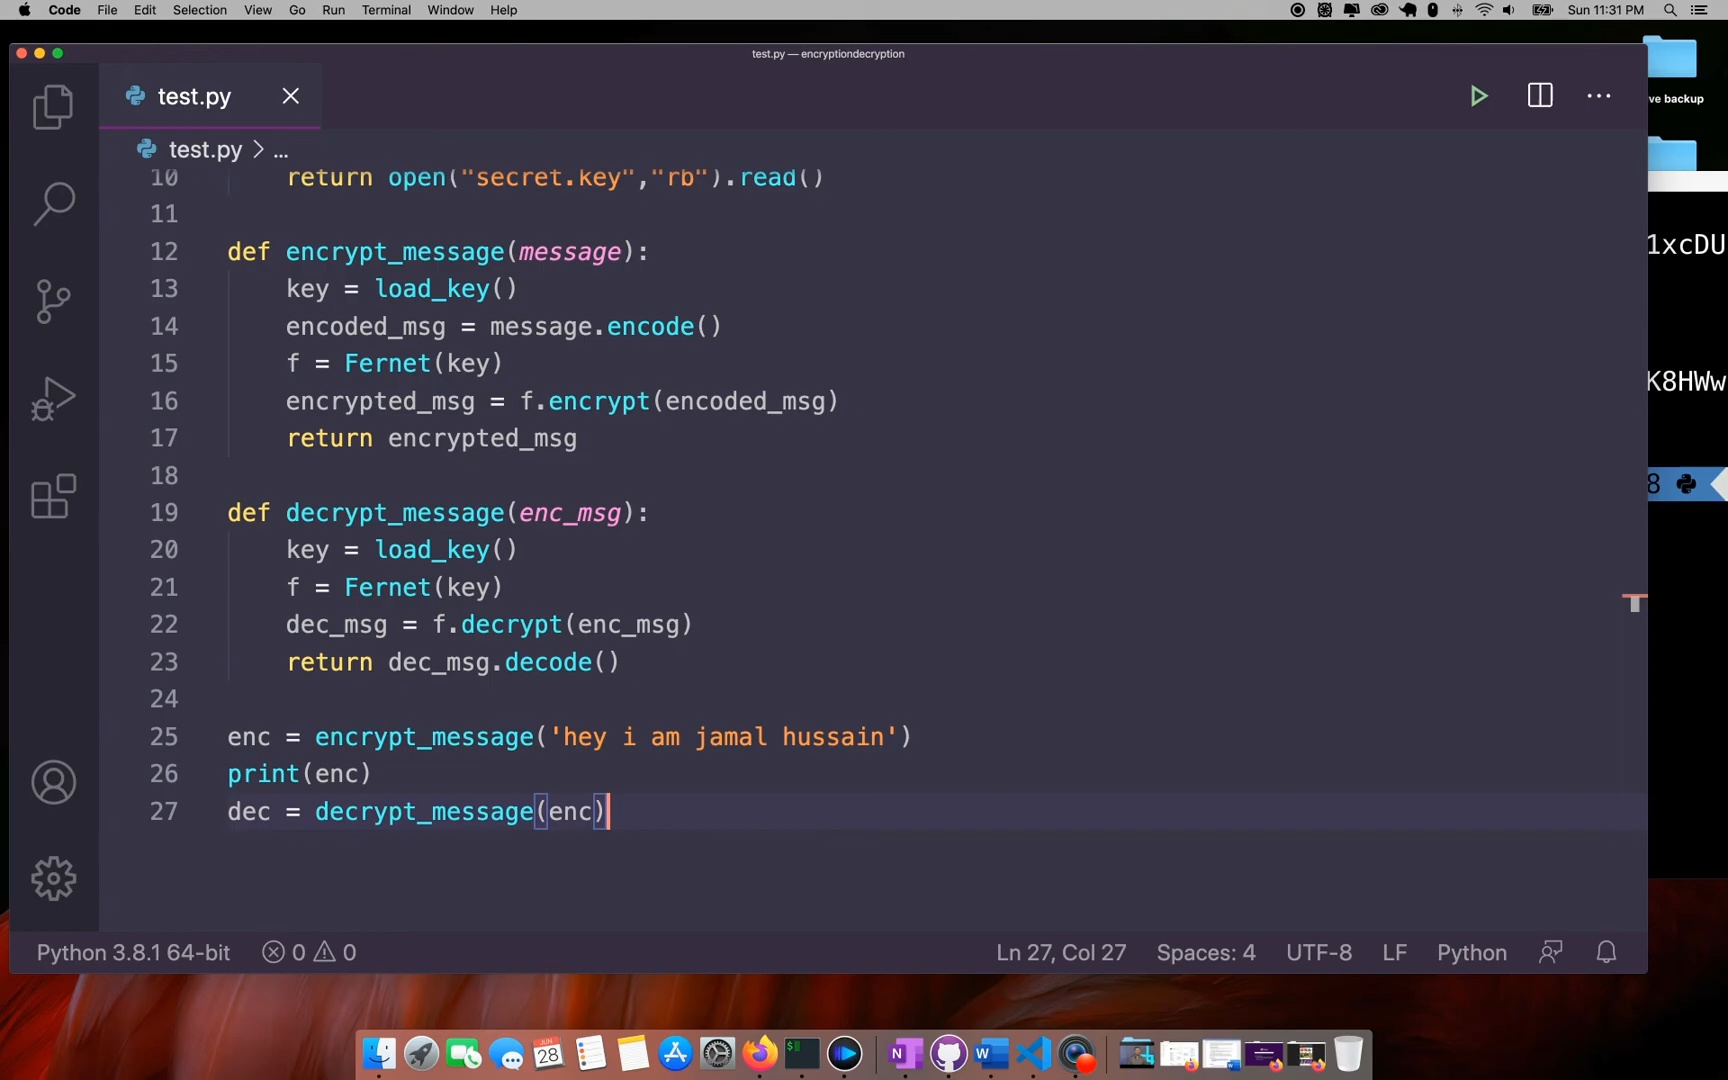 Code File Edit Selection View Go Run Terminal Window Help Sun 11:31 PM
test.py — encryptiondecryption
test.py
ve backup
test.py > ...
10 return open("secret.key","rb").read()
11
12 def encrypt_message(message):
13 key = load_key()
14 encoded_msg = message.encode()
15 f = Fernet(key)
16 encrypted_msg = f.encrypt(encoded_msg)
17 return encrypted_msg
18
19 def decrypt_message(enc_msg):
20 key = load_key()
21 f = Fernet(key)
22 dec_msg = f.decrypt(enc_msg)
23 return dec_msg.decode()
24
25 enc = encrypt_message('hey i am jamal hussain')
26 print(enc)
27 dec = decrypt_message(enc)
1xcDU
K8HWw
8
Python 3.8.1 64-bit 0 0 Ln 27, Col 27 Spaces: 4 UTF-8 LF Python
JUN
28